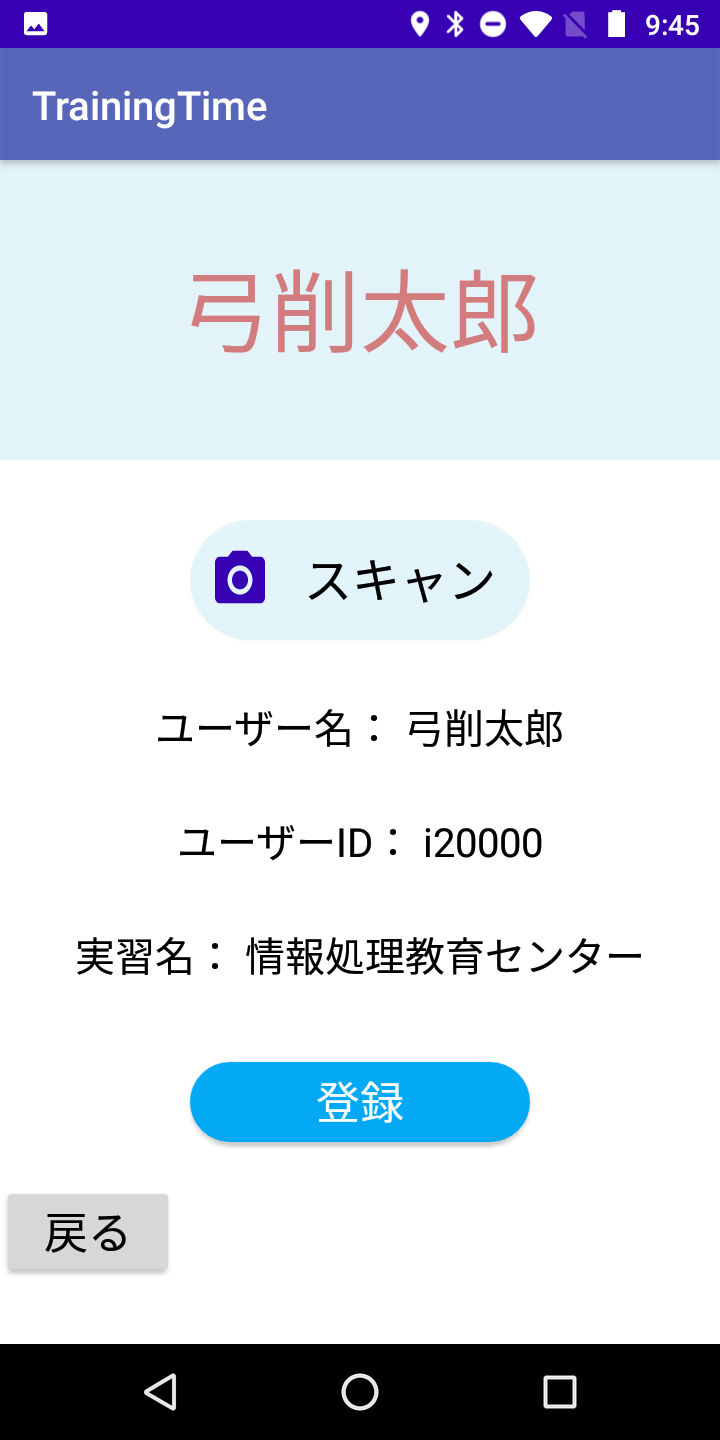 9:45
TrainingTime
弓削太郎
スキャン
ユーザー名： 弓削太郎
ユーザーID： i20000
実習名： 情報処理教育センター
登録
戻る